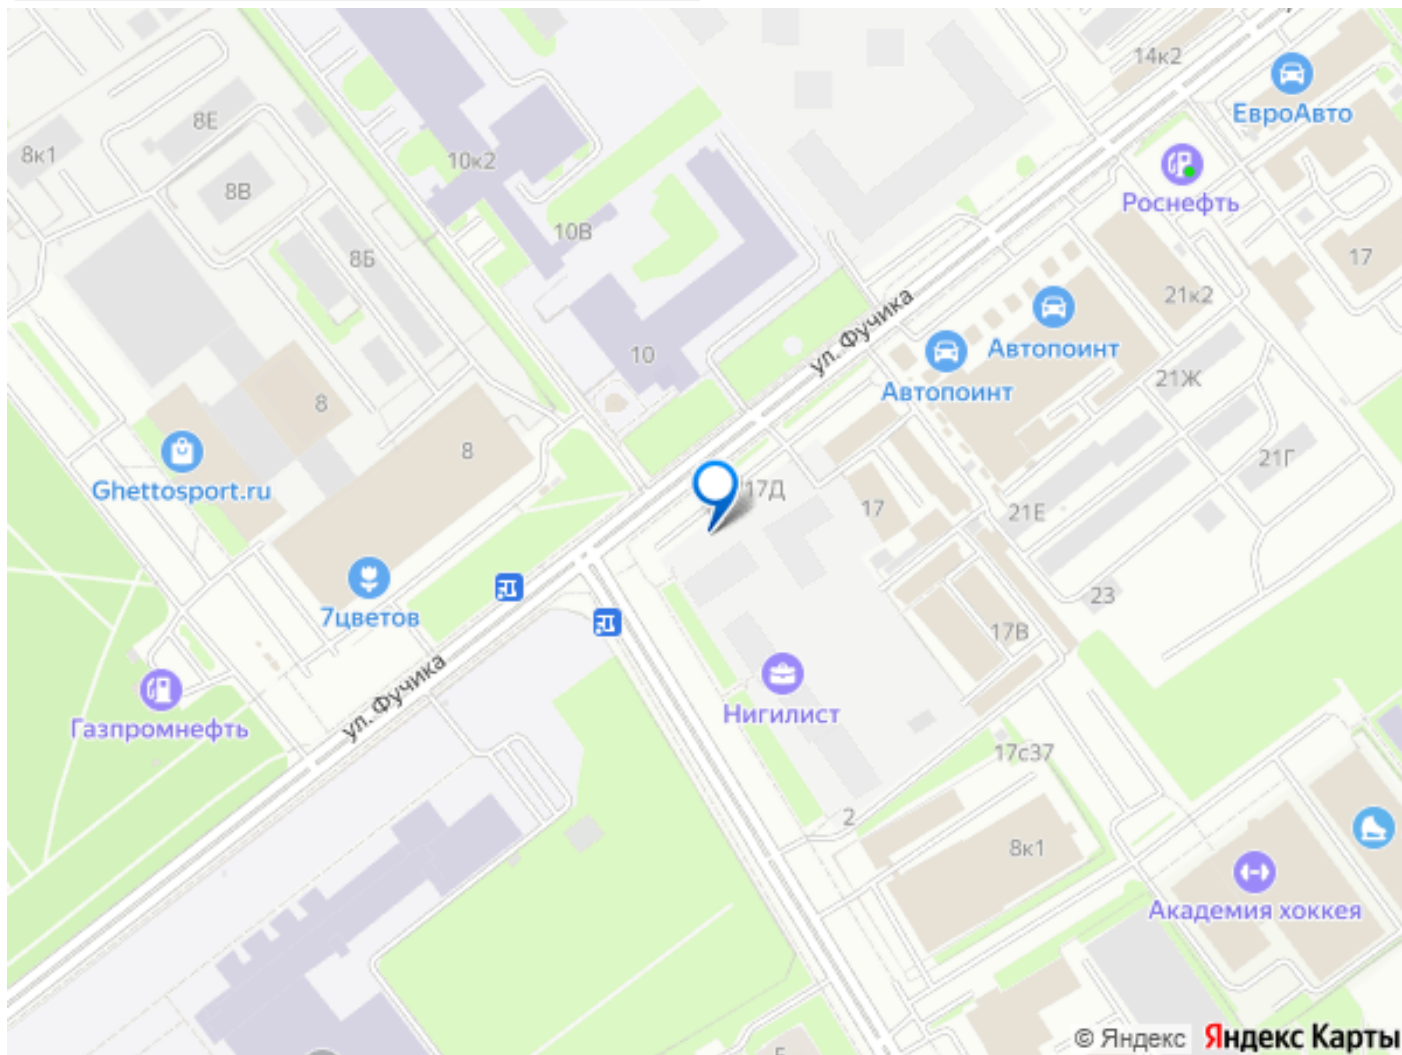 14к2
ЕвроАвто
8Е
8к1
10к2
8В
Роснефть
10В
8Б
17
21к2
ул. Фучика
Автопоинт
10
Автопоинт
21Ж
8
8
21Г
Ghettosport.ru
17Д
17
21Е
7цветов
23
17В
ул. Фучика
Газпромнефть
Нигилист
17с37
2
8к1
Академия хоккея
© Яндекс Яндекс Карты